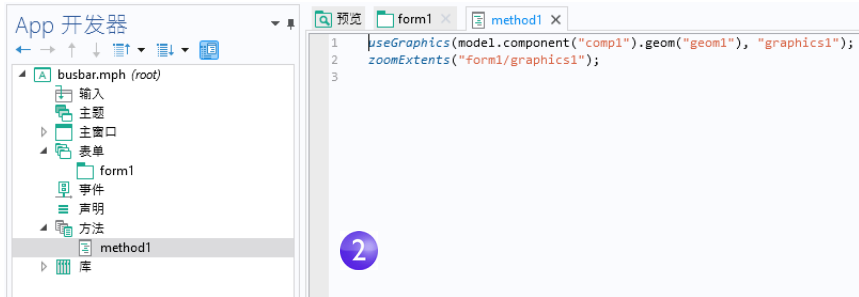 App 开发器
busbar.mph (root)
输入
主题
主窗口
表单
form1
事件
声明
方法
method1
库
预览 form1 method1
1 useGraphics(model.component("comp1").geom("geom1"), "graphics1");
2 zoomExtents("form1/graphics1");
3
2